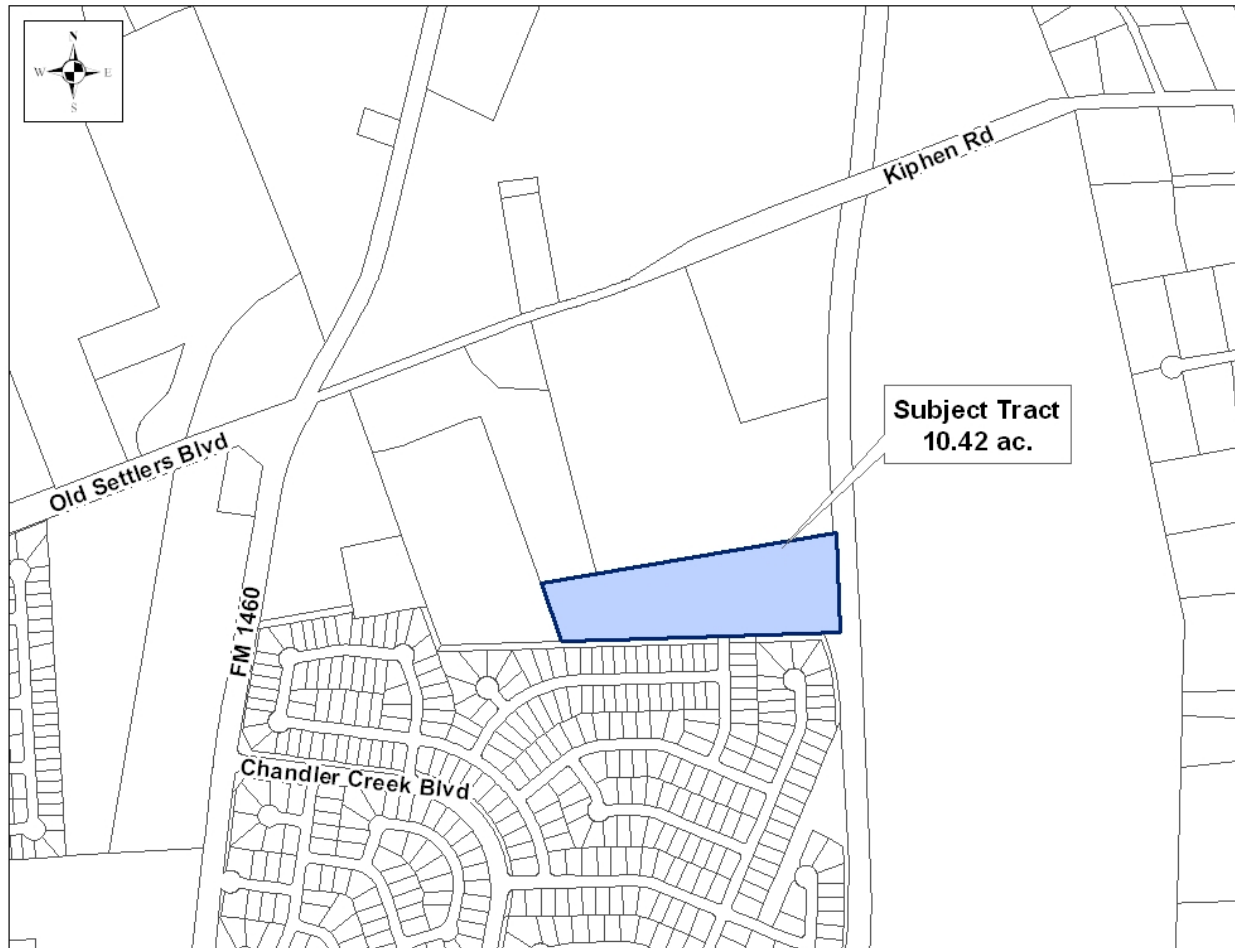 N
W E
S
Kiphen Rd
Subject Tract
10.42 ac.
Old Settlers Blvd
FM 1460
Chandler Creek Blvd